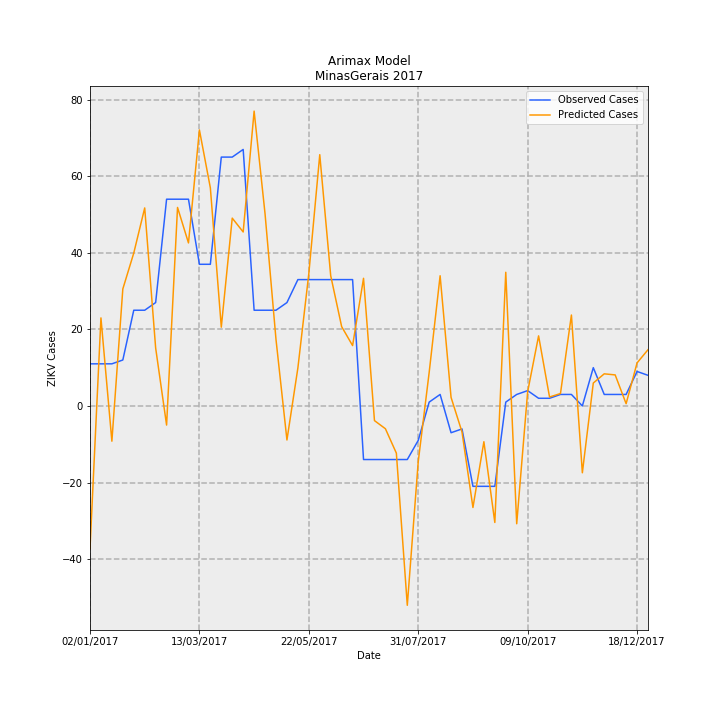 Arimax Model
MinasGerais 2017
Observed Cases
Predicted Cases
80
60
40
20
0
−20
−40
ZIKV Cases
02/01/2017
13/03/2017
22/05/2017
31/07/2017
09/10/2017
18/12/2017
Date